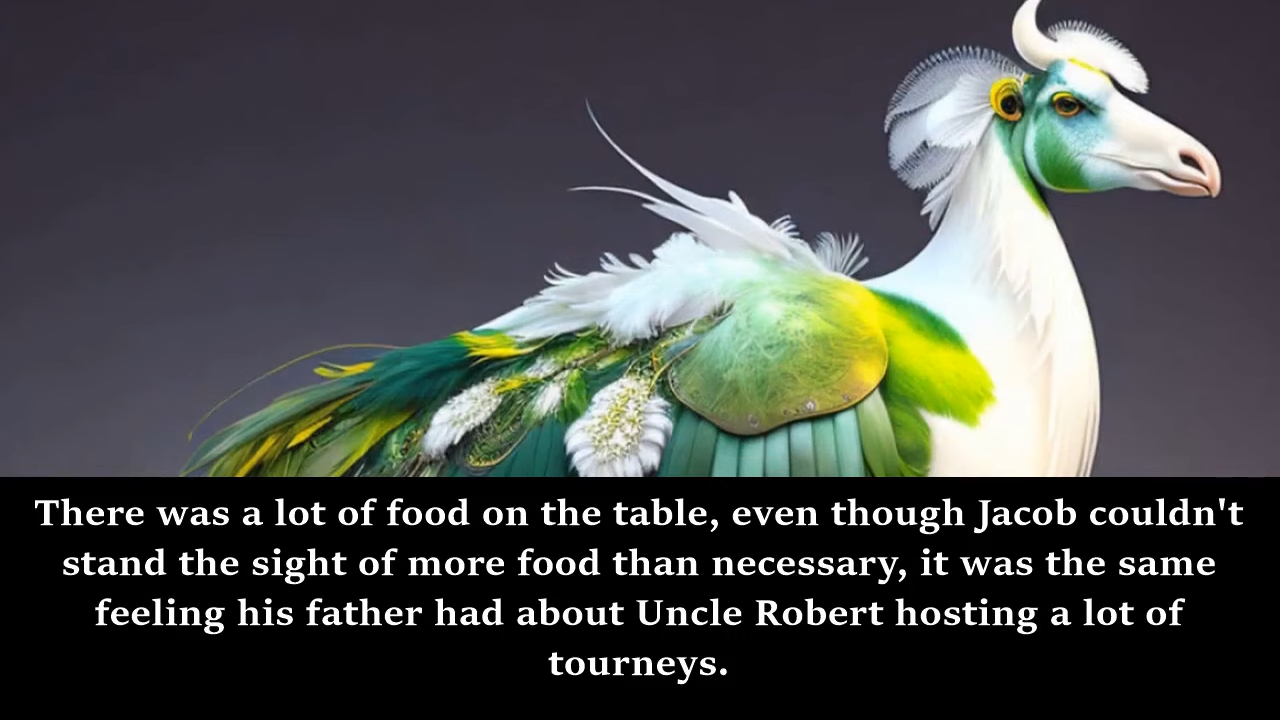 There was a lot of food on the table, even though Jacob couldn't
stand the sight of more food than necessary, it was the same
feeling his father had about Uncle Robert hosting a lot of
tourneys.